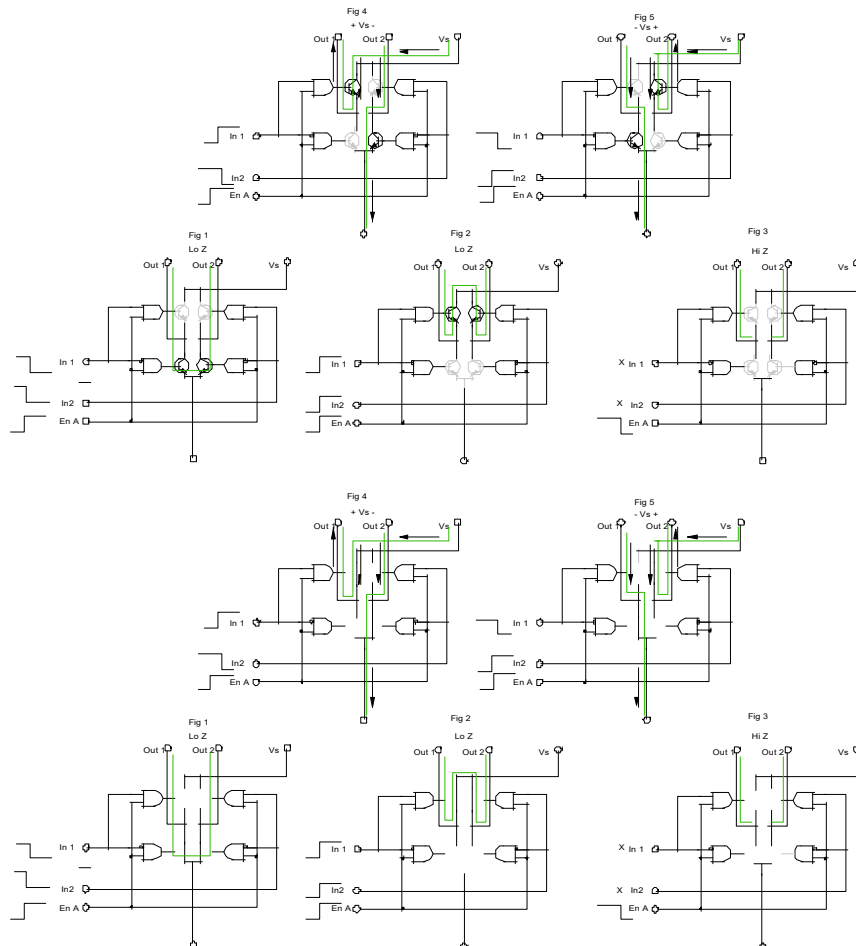 Fig 4
+ Vs -
Out 1 Out 2 Vs
In 1
In2
En A
Fig 5
- Vs +
Out 1 Out 2 Vs
In 1
In2
En A
Fig 1
Lo Z
Out 1 Out 2 Vs
In 1
In2
En A
Fig 2
Lo Z
Out 1 Out 2 Vs
In 1
In2
En A
Fig 3
Hi Z
Out 1 Out 2 Vs
X In 1
X In2
En A
Fig 4
+ Vs -
Out 1 Out 2 Vs
In 1
In2
En A
Fig 5
- Vs +
Out 1 Out 2 Vs
In 1
In2
En A
Fig 1
Lo Z
Out 1 Out 2 Vs
In 1
In2
En A
Fig 2
Lo Z
Out 1 Out 2 Vs
In 1
In2
En A
Fig 3
Hi Z
Out 1 Out 2 Vs
X In 1
X In2
En A